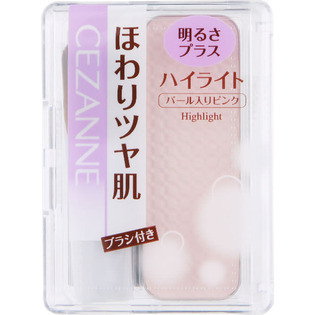 CEZANNE
ほわりツヤ肌
ブラシ付き
明るさ
プラス
ハイライト
パール入りピンク
Highlight